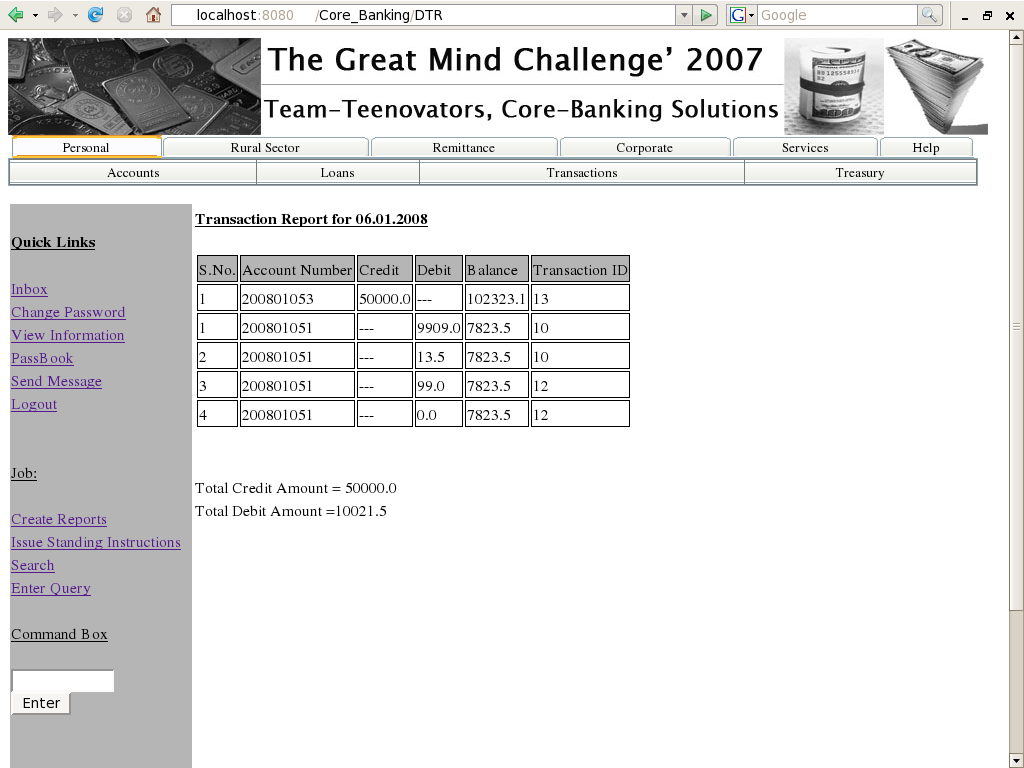 localhost:8080 /Core_Banking/DTR
Google
The Great Mind Challenge' 2007
Team-Teenovators, Core-Banking Solutions
Personal Rural Sector Remittance Corporate Services Help
Accounts Loans Transactions Treasury
Quick Links
Inbox
Change Password
View Information
PassBook
Send Message
Logout
Job:
Create Reports
Issue Standing Instructions
Search
Enter Query
Command Box
Enter
Transaction Report for 06.01.2008
S.No. Account Number Credit Debit Balance Transaction ID
1 200801053 50000.0 --- 102323.1 13
1 200801051 --- 9909.0 7823.5 10
2 200801051 --- 13.5 7823.5 10
3 200801051 --- 99.0 7823.5 12
4 200801051 --- 0.0 7823.5 12
Total Credit Amount = 50000.0
Total Debit Amount =10021.5